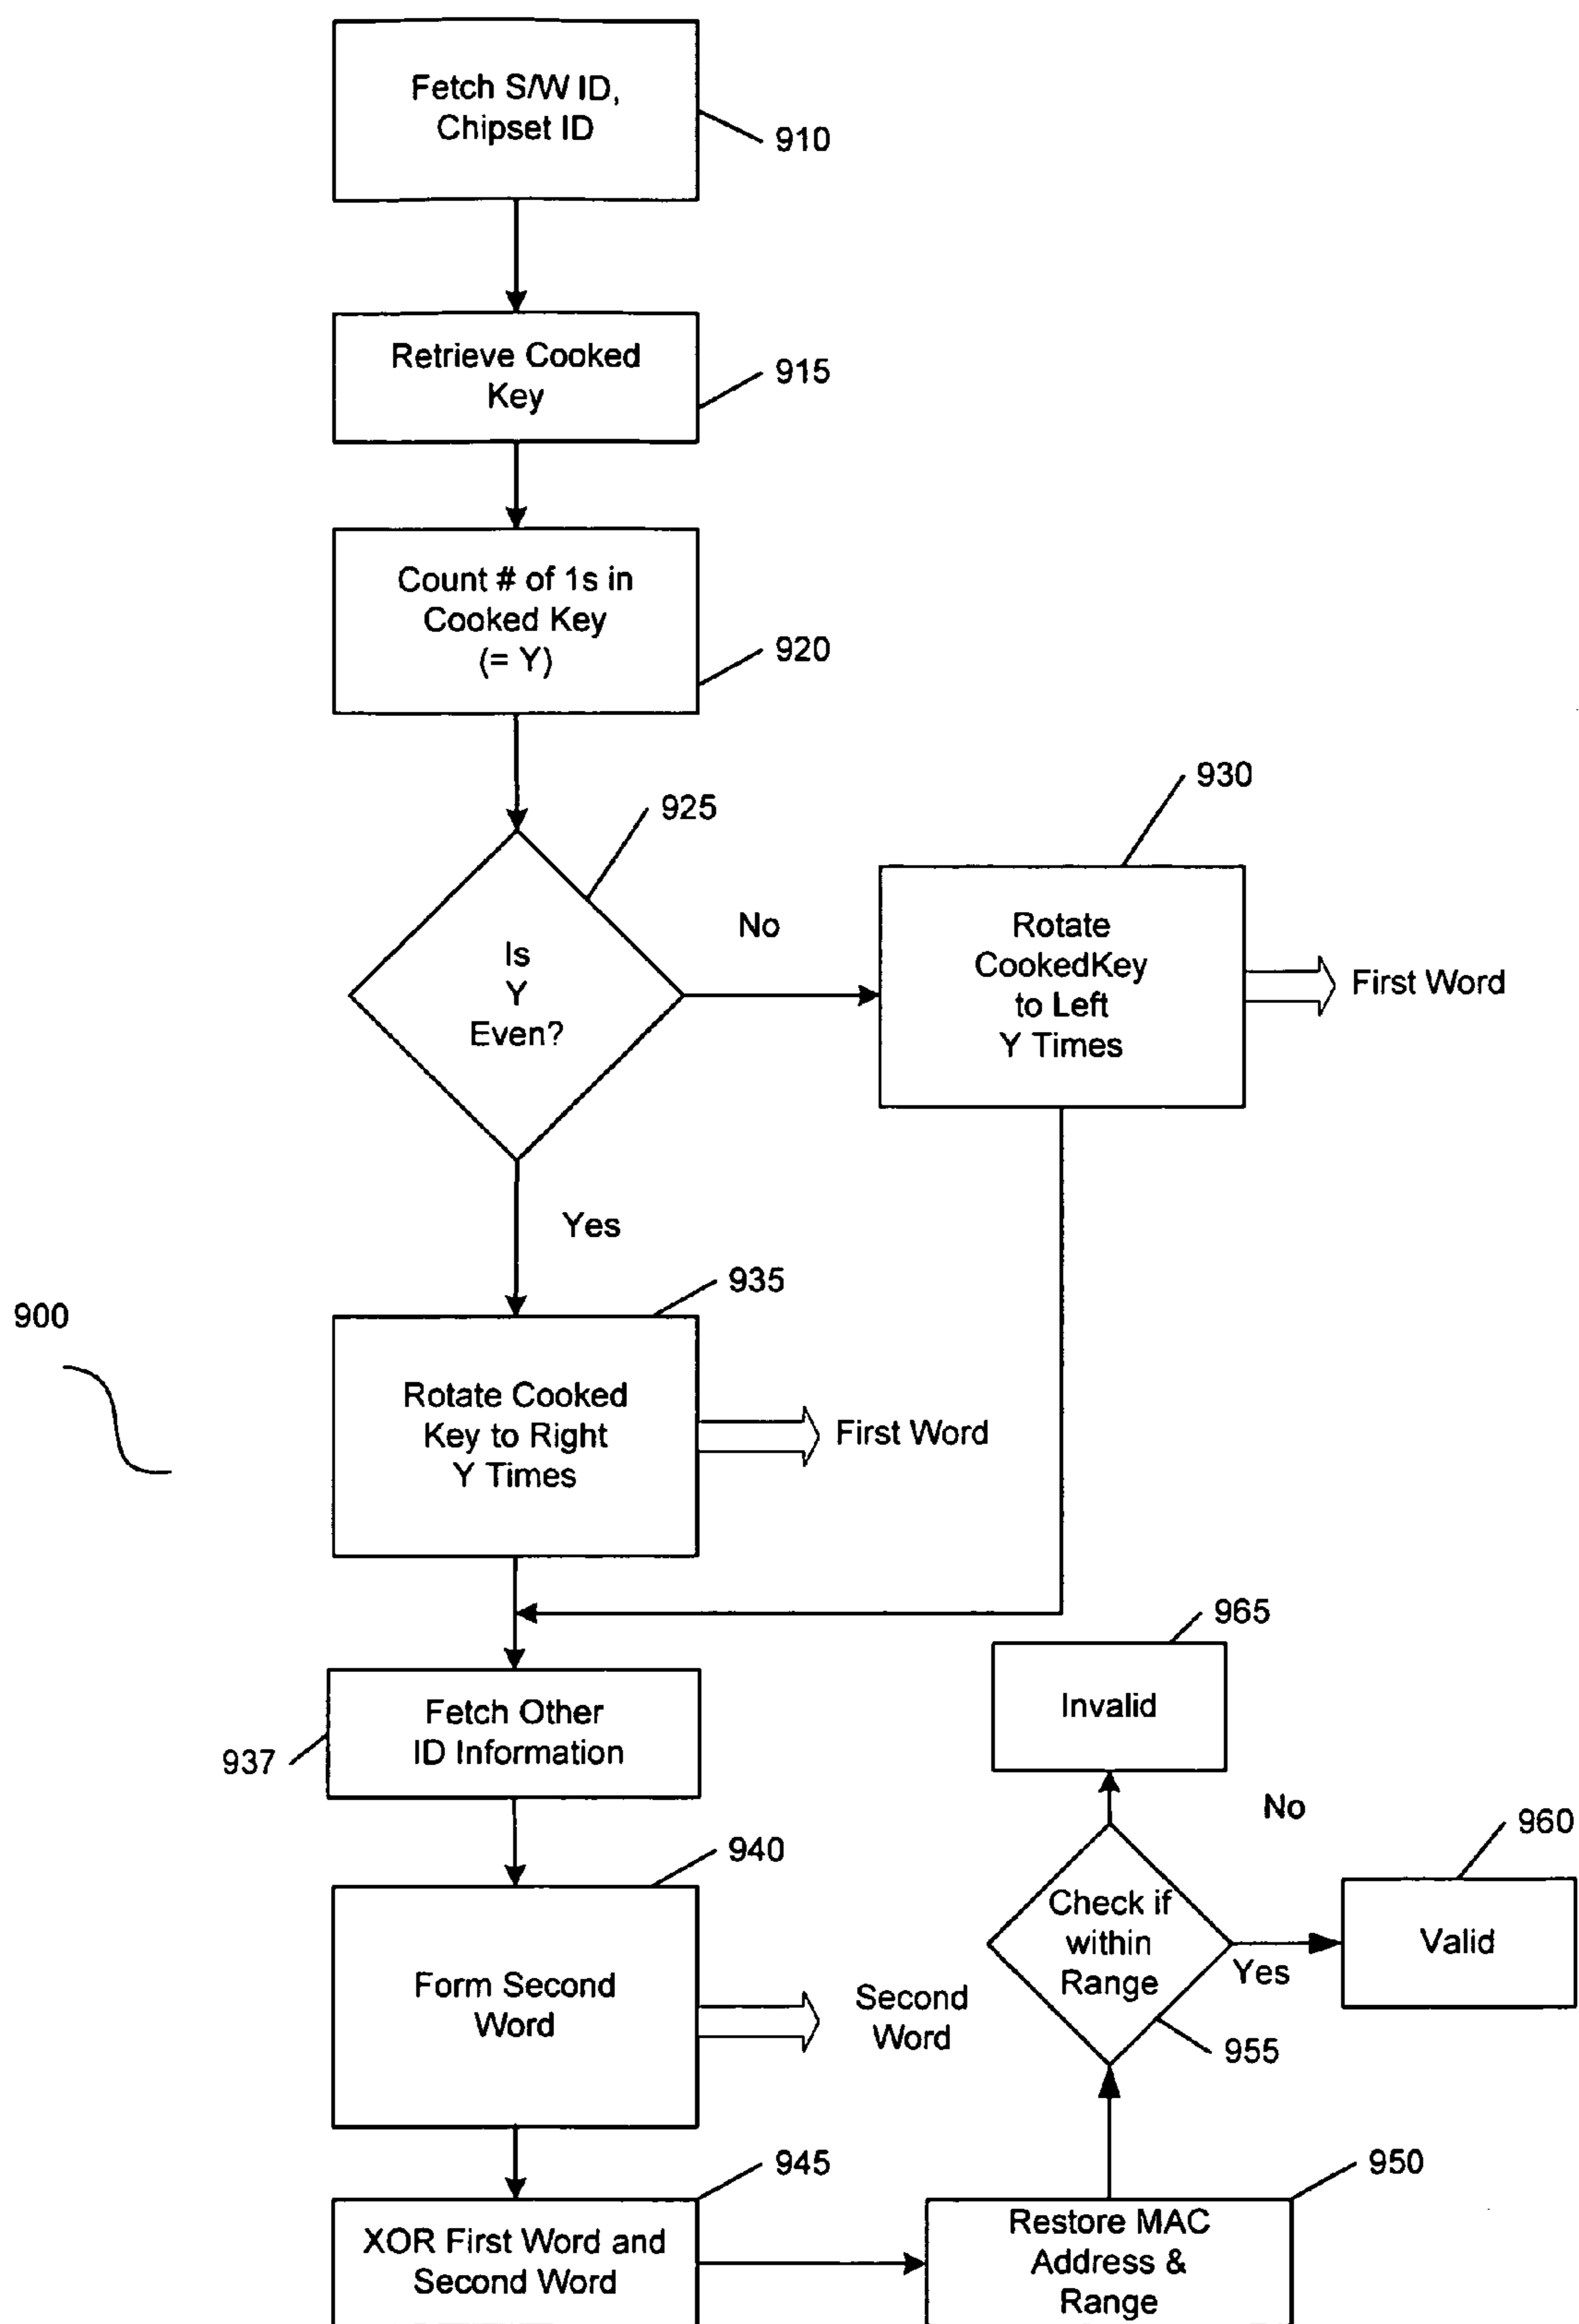 Fetch S/W ID,
Chipset ID
910
Retrieve Cooked
Key
915
Count # of 1s in
Cooked Key
(= Y)
920
925
Is
Y
Even?
No
930
Rotate
CookedKey
to Left
Y Times
First Word
Yes
900
935
Rotate Cooked
Key to Right
Y Times
First Word
937
Fetch Other
ID Information
965
Invalid
No
940
Form Second
Word
Second
Word
Check if
within
Range
Yes
955
960
Valid
945
XOR First Word and
Second Word
950
Restore MAC
Address &
Range